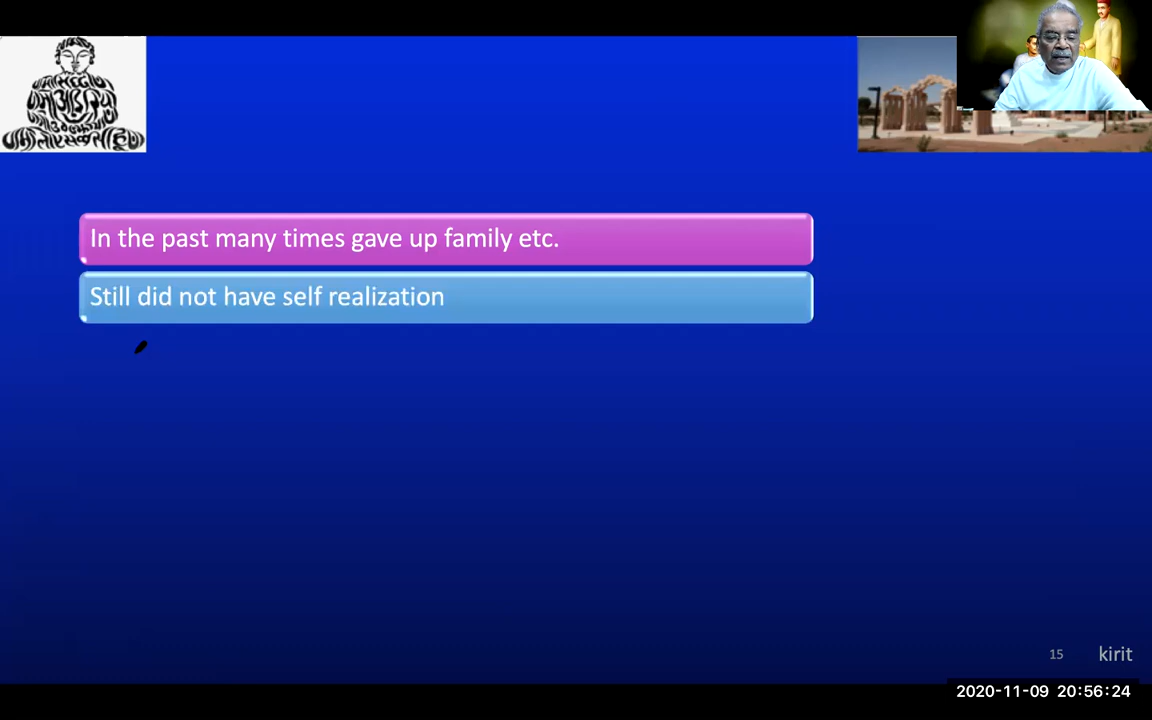 In the past many times gave up family etc.
Still did not have self realization
15 kirit
2020-11-09 20:56:24